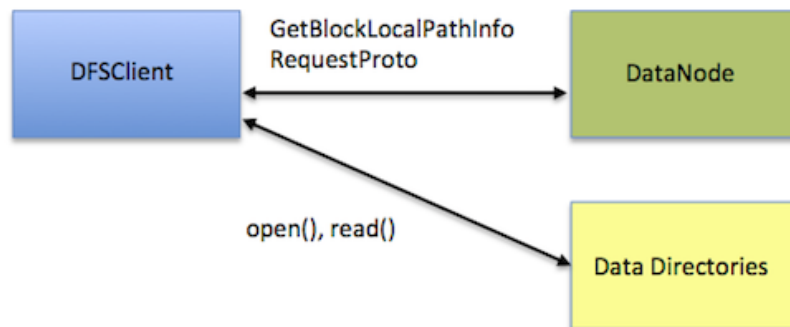 GetBlockLocalPathInfo
RequestProto
DFSClient
DataNode
open(), read()
Data Directories